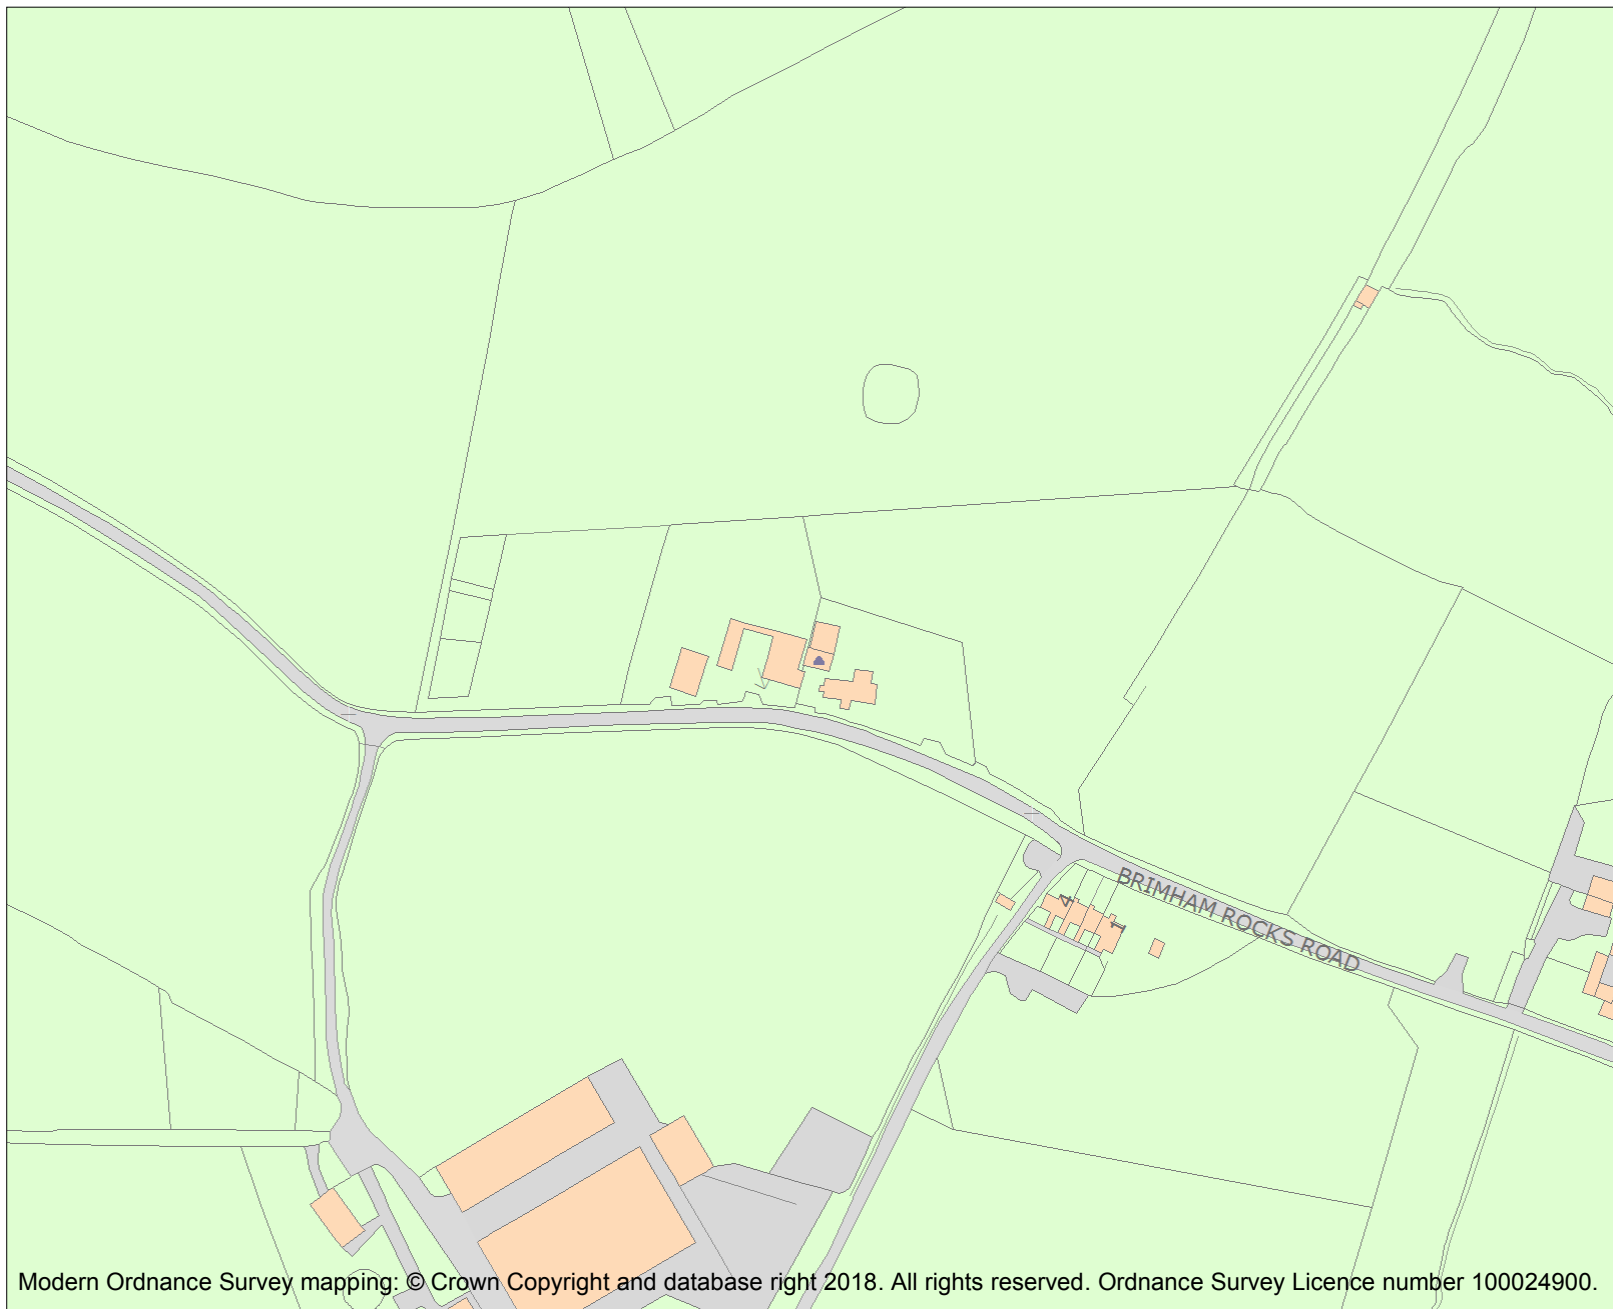 4
1
BRIMHAM ROCKS ROAD
Modern Ordnance Survey mapping: © Crown Copyright and database right 2018. All rights reserved. Ordnance Survey Licence number 100024900.